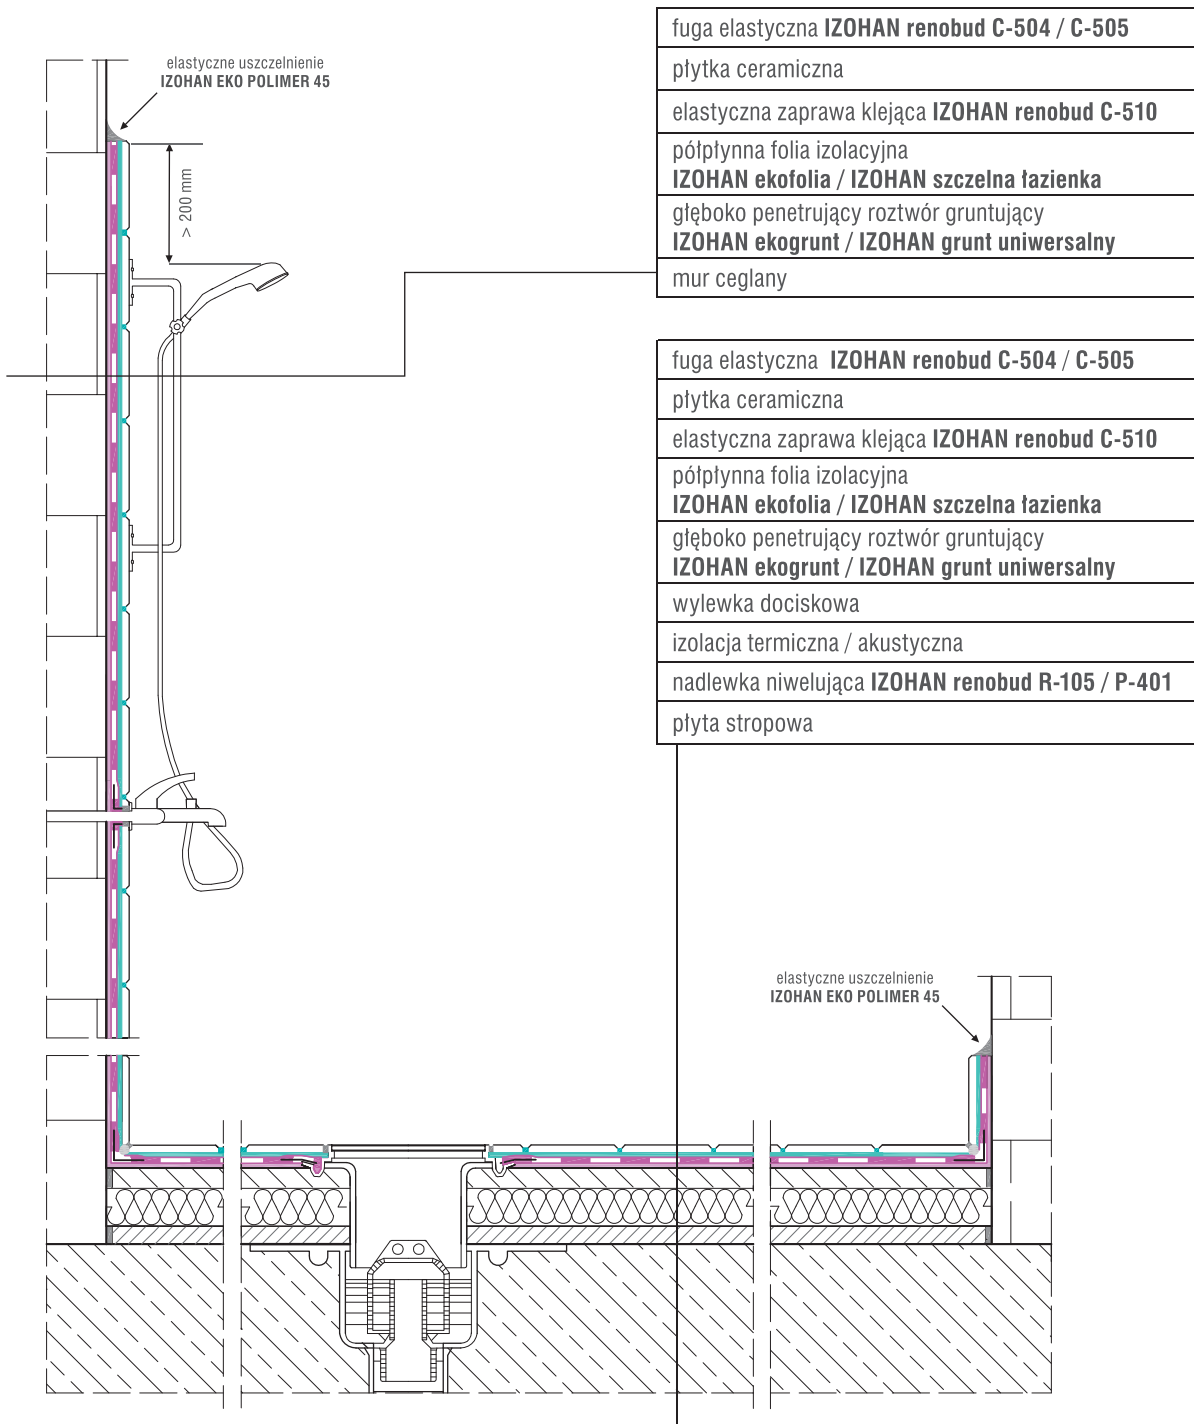 fuga elastyczna IZOHAN renobud C-504 / C-505
płytka ceramiczna
elastyczna zaprawa klejąca IZOHAN renobud C-510
półpłynna folia izolacyjna
IZOHAN ekofolia / IZOHAN szczelna łazienka
głęboko penetrujący roztwór gruntujący
IZOHAN ekogrunt / IZOHAN grunt uniwersalny
mur ceglany
elastyczne uszczelnienie
IZOHAN EKO POLIMER 45
> 200 mm
fuga elastyczna IZOHAN renobud C-504 / C-505
płytka ceramiczna
elastyczna zaprawa klejąca IZOHAN renobud C-510
półpłynna folia izolacyjna
IZOHAN ekofolia / IZOHAN szczelna łazienka
głęboko penetrujący roztwór gruntujący
IZOHAN ekogrunt / IZOHAN grunt uniwersalny
wylewka dociskowa
izolacja termiczna / akustyczna
nadlewka niwelująca IZOHAN renobud R-105 / P-401
płyta stropowa
elastyczne uszczelnienie
IZOHAN EKO POLIMER 45